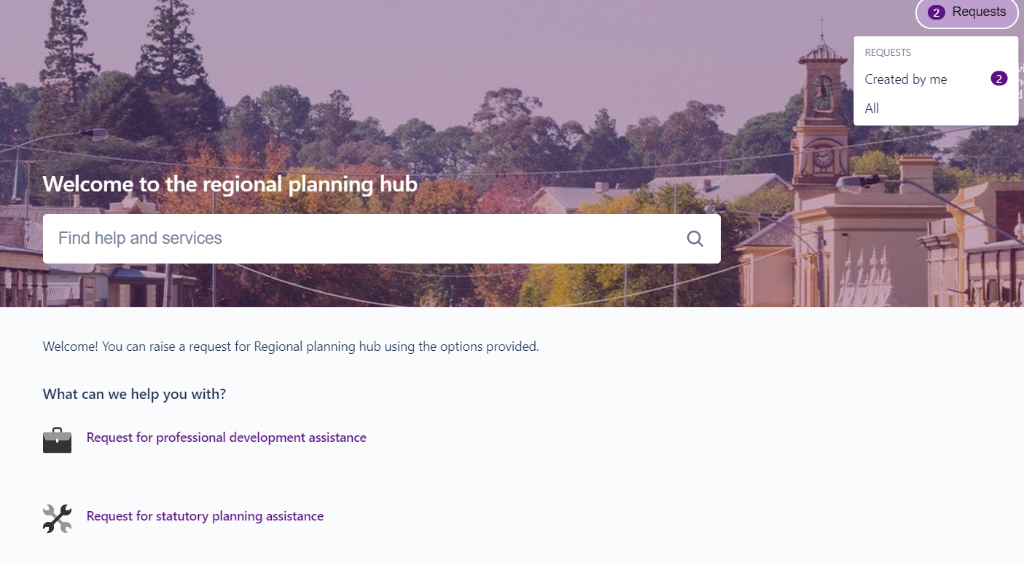 2 Requests
REQUESTS
Created by me 2
All
Welcome to the regional planning hub
Find help and services
Welcome! You can raise a request for Regional planning hub using the options provided.
What can we help you with?
Request for professional development assistance
Request for statutory planning assistance